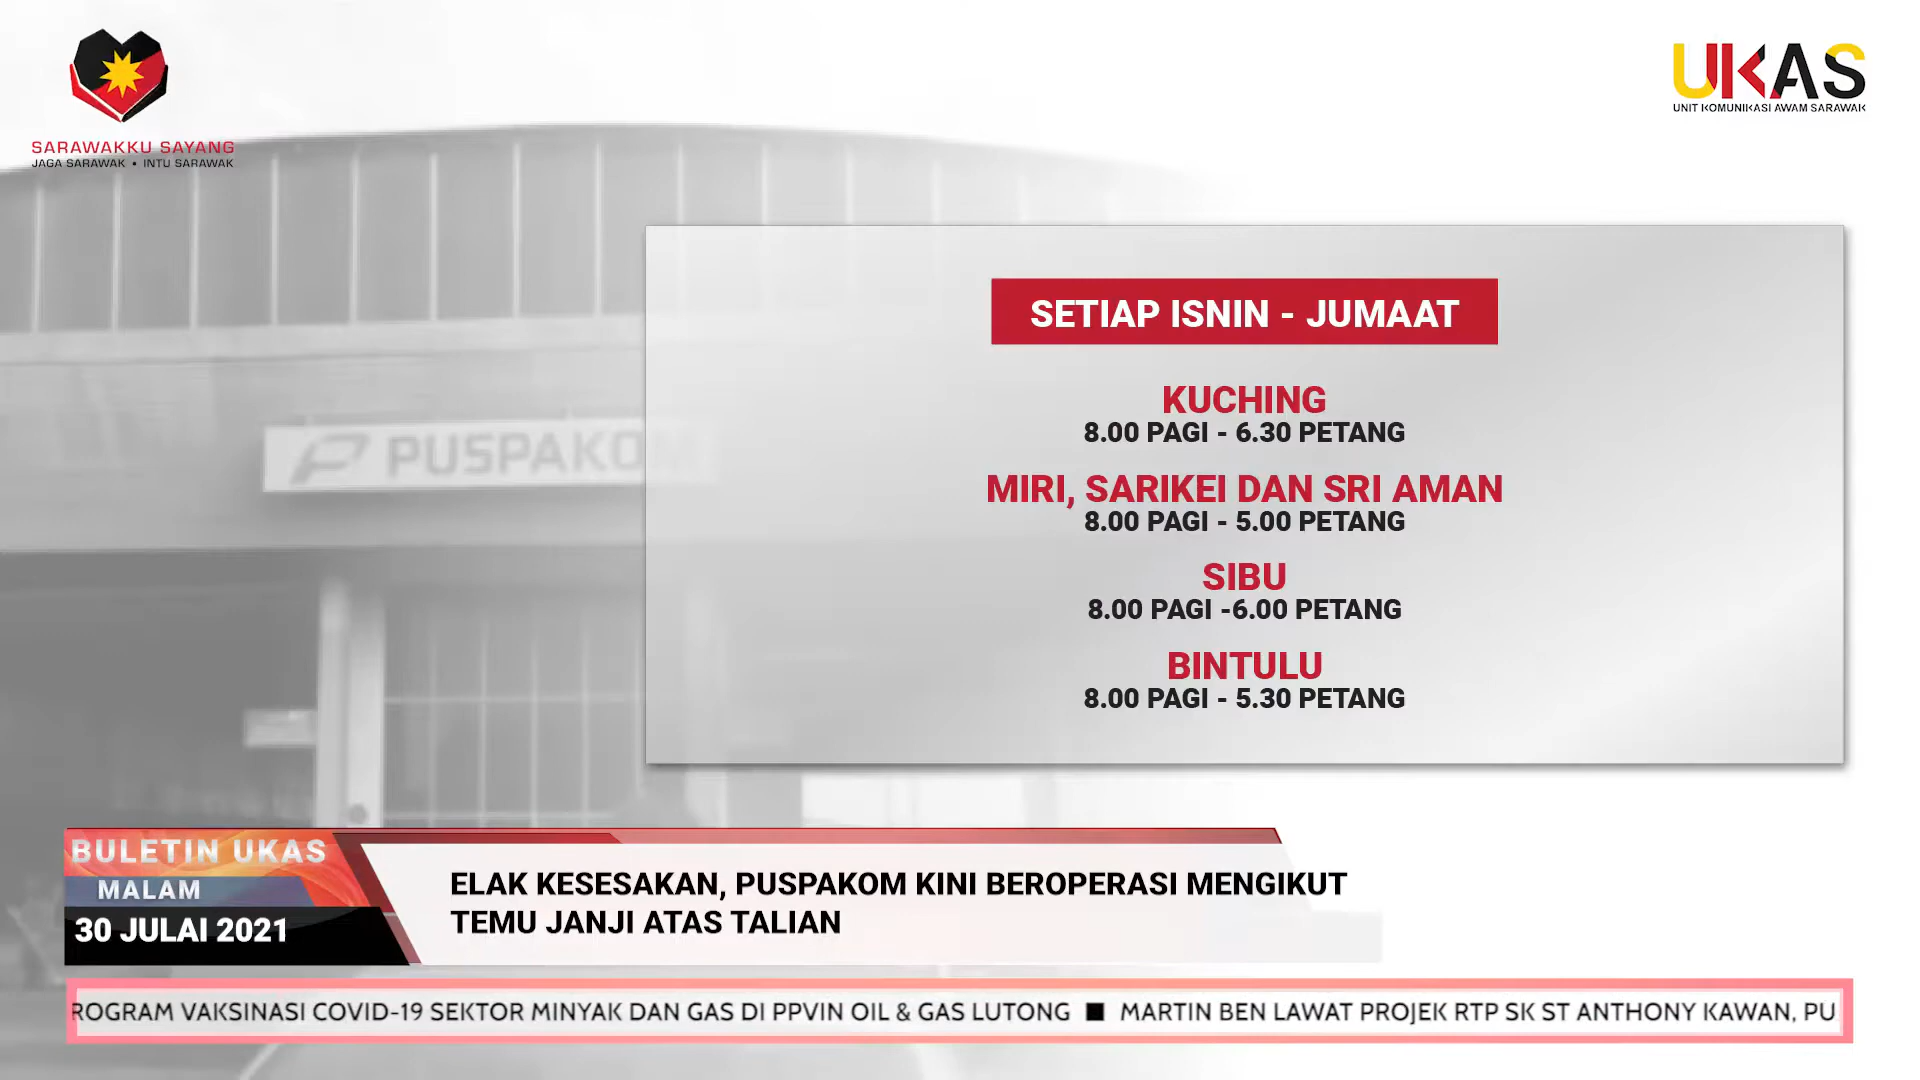 SARAWAKKU SAYANG
JAGA SARAWAK • INTU SARAWAK
UKAS
UNIT KOMUNIKASI AWAM SARAWAK
PUSPAKOM
SETIAP ISNIN - JUMAAT
KUCHING
8.00 PAGI - 6.30 PETANG
MIRI, SARIKEI DAN SRI AMAN
8.00 PAGI - 5.00 PETANG
SIBU
8.00 PAGI -6.00 PETANG
BINTULU
8.00 PAGI - 5.30 PETANG
BULETIN UKAS
MALAM
30 JULAI 2021
ELAK KESESAKAN, PUSPAKOM KINI BEROPERASI MENGIKUT
TEMU JANJI ATAS TALIAN
ROGRAM VAKSINASI COVID-19 SEKTOR MINYAK DAN GAS DI PPVIN OIL & GAS LUTONG ■ MARTIN BEN LAWAT PROJEK RTP SK ST ANTHONY KAWAN, PU